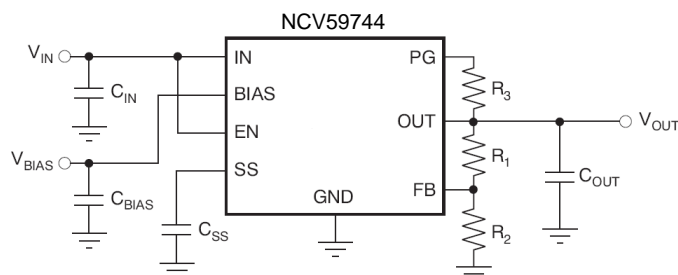 NCV59744
V_IN
IN
PG
C_IN
BIAS
R_3
EN
OUT
V_OUT
V_BIAS
SS
R_1
C_BIAS
FB
C_OUT
GND
C_SS
R_2